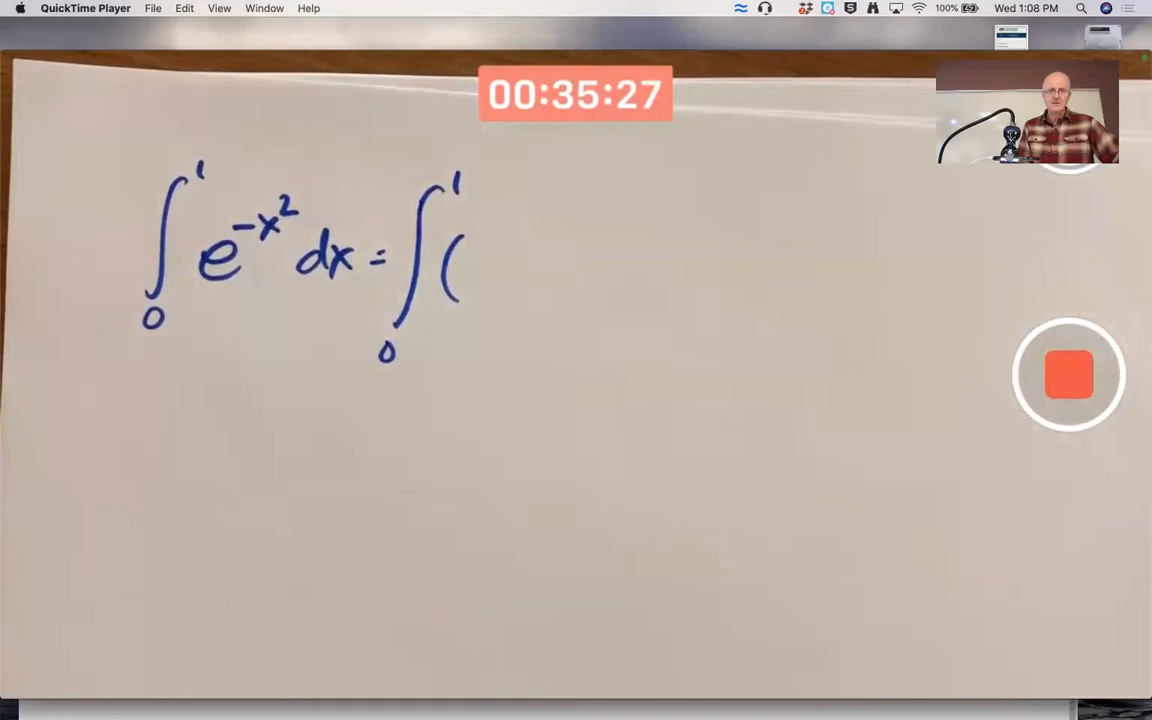 QuickTime Player File Edit View Window Help 100% Wed 1:08 PM
00:35:27
∫₀¹ e^{-x²} dx = ∫₀¹ (